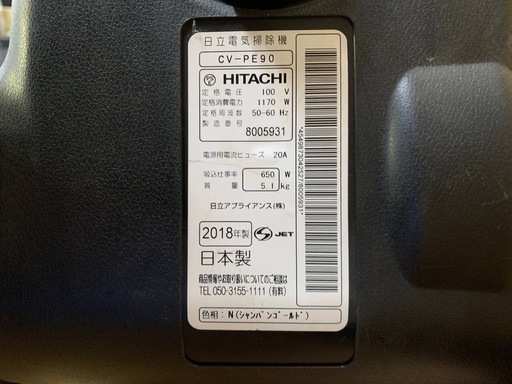 日立電気掃除機
CV-PE90
HITACHI
定格電圧 100 V
定格消費電力 1170 W
定格周波数 50-60 Hz
製造番号
8005931
電源用電流ヒューズ 20A
吸込仕事率 650 W
質量 5.1 kg
日立アプライアンス(株)
2018年製 S JET
日本製
商品情報やお取り扱いについてのご相談は
TEL 050-3155-1111 (有料)
色相: N(シャンパンゴールド)
*4549873042527/8005931*